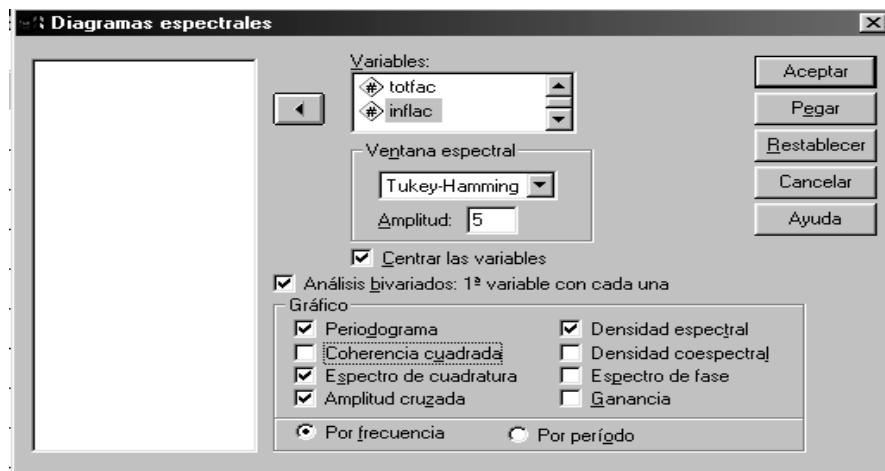 Diagramas espectrales
Variables:
totfac
inflac
Ventana espectral
Tukey-Hamming
Amplitud: 5
Centrar las variables
Análisis bivariados: 1ª variable con cada una
Gráfico
Periodograma
Densidad espectral
Coherencia cuadrada
Densidad coespectral
Espectro de cuadratura
Espectro de fase
Amplitud cruzada
Ganancia
Por frecuencia
Por período
Aceptar
Pegar
Restablecer
Cancelar
Ayuda